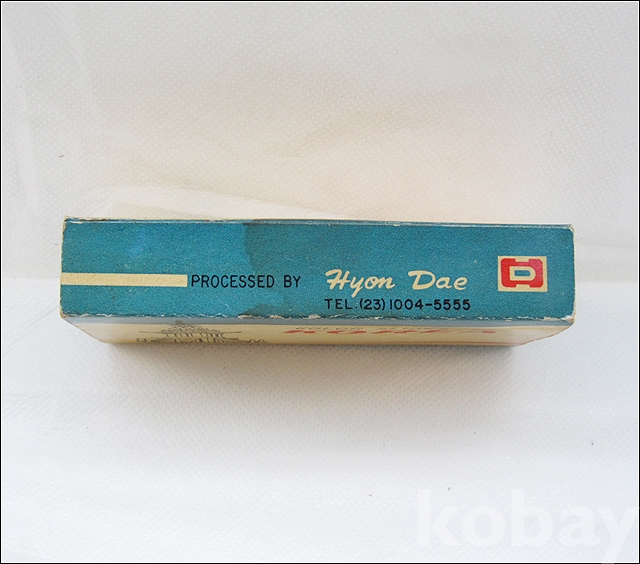 PROCESSED BY Hyon Dae
TEL.(23)1004-5555
kobay